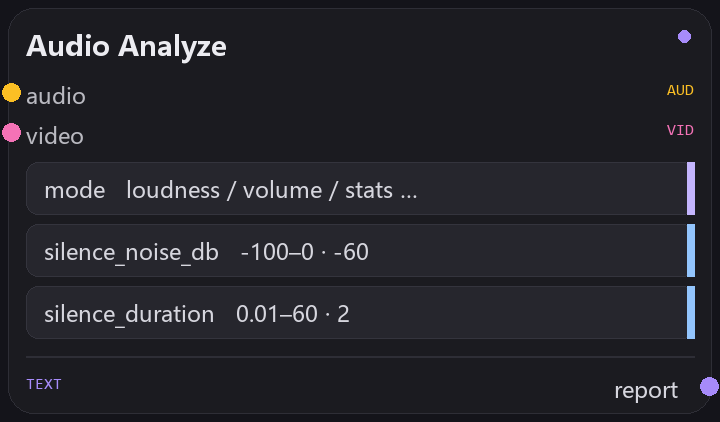 Audio Analyze
audio AUD
video VID
mode loudness / volume / stats ...
silence_noise_db -100–0 · -60
silence_duration 0.01–60 · 2
TEXT
report